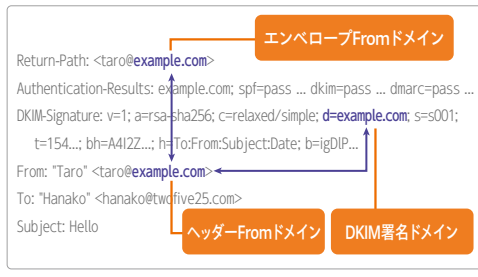 エンベロープFromドメイン
Return-Path: <taro@example.com>
Authentication-Results: example.com; spf=pass ... dkim=pass ... dmarc=pass ...
DKIM-Signature: v=1; a=rsa-sha256; c=relaxed/simple; d=example.com; s=s001;
t=154...; bh=A4I2Z...; h=To:From:Subject:Date; b=igDlP...
From: "Taro" <taro@example.com>
To: "Hanako" <hanako@twofive25.com>
Subject: Hello
ヘッダーFromドメイン
DKIM署名ドメイン